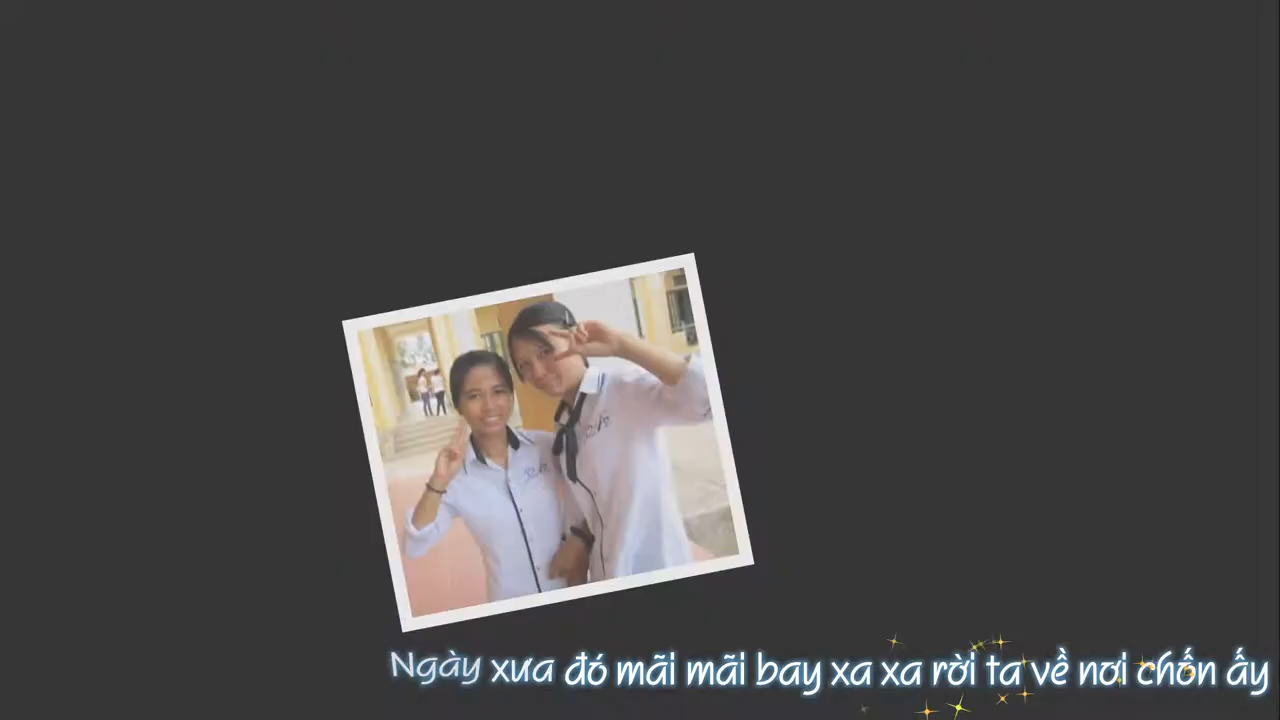 Ngày xưa đó mãi mãi bay xa xa rời ta về nơi chốn ấy